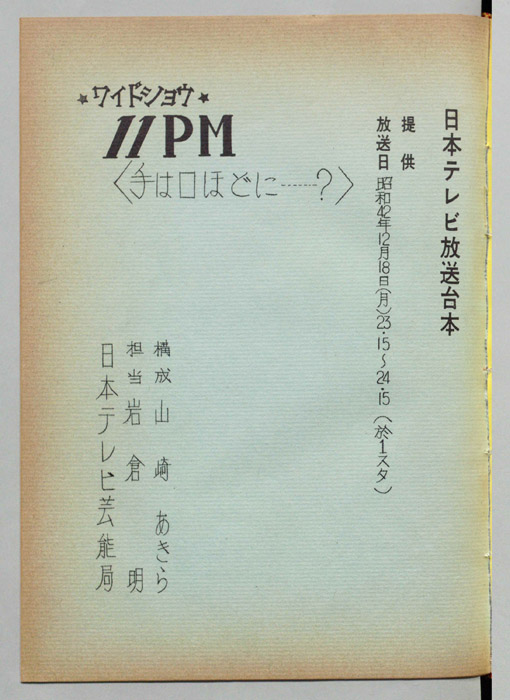 日本テレビ放送台本
提供
放送日 昭和42年12月18日(月)23・15〜24・15(於1スタ)
★ワイドショウ★
11PM
〈手は口ほどに……?〉
構成 山崎あきら
担当 岩倉明
日本テレビ芸能局